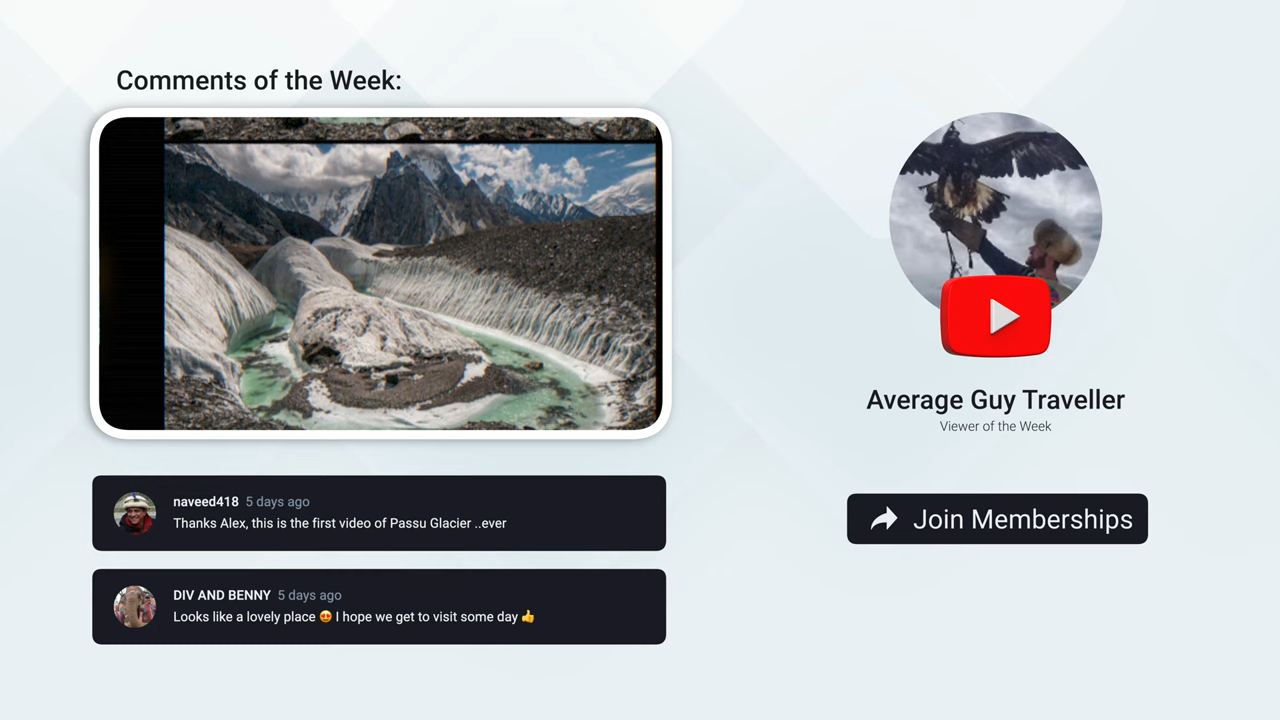 Comments of the Week:
naveed418 5 days ago
Thanks Alex, this is the first video of Passu Glacier ..ever
DIV AND BENNY 5 days ago
Looks like a lovely place 😍 I hope we get to visit some day 👍
Average Guy Traveller
Viewer of the Week
Join Memberships